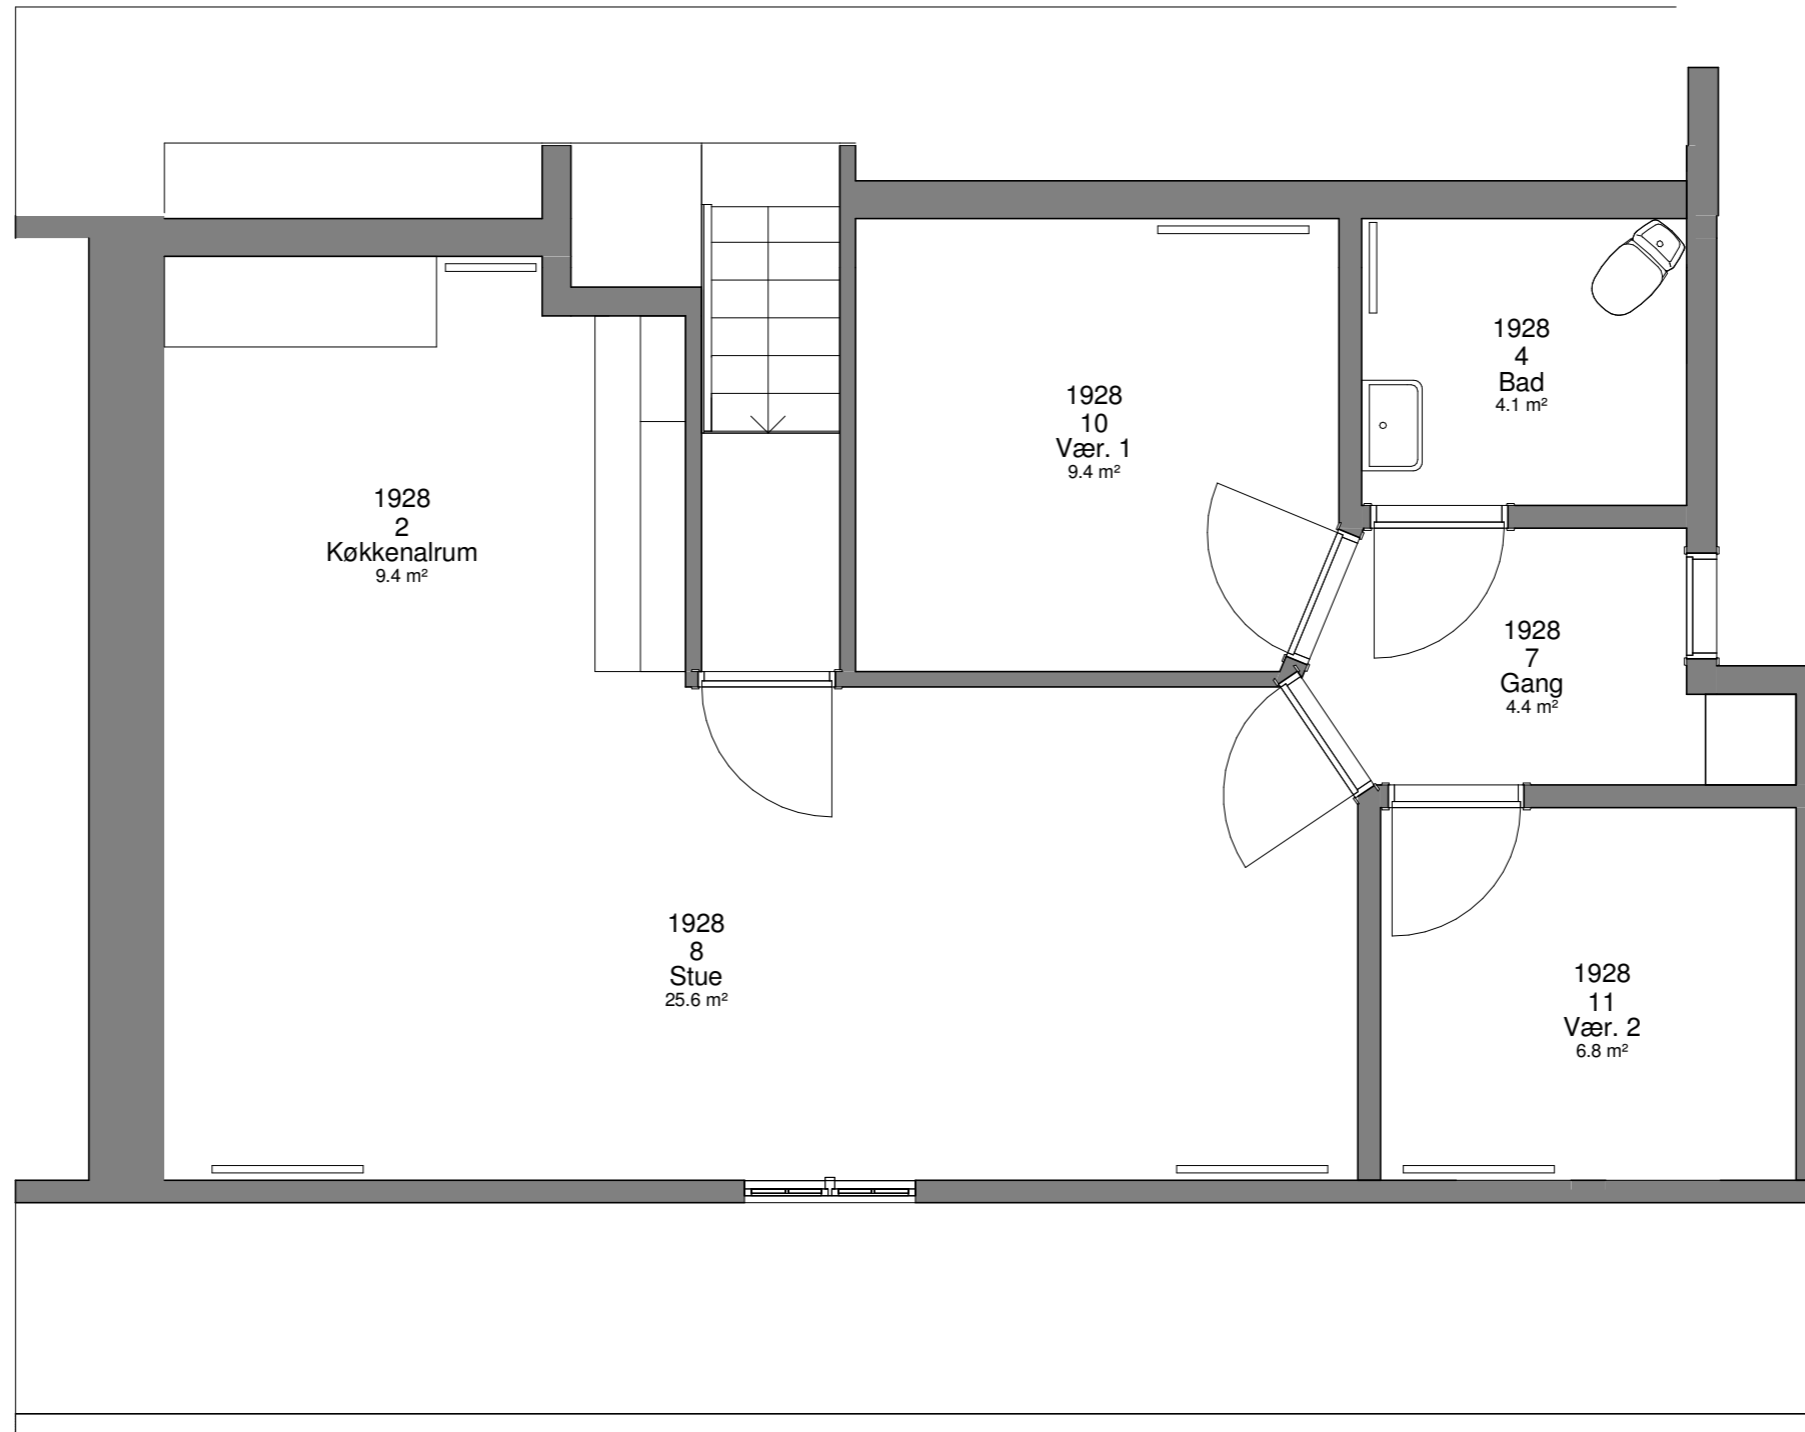 1928
4
Bad
4.1 m²
1928
10
Vær. 1
9.4 m²
1928
2
Køkkenalrum
9.4 m²
1928
7
Gang
4.4 m²
1928
8
Stue
25.6 m²
1928
11
Vær. 2
6.8 m²